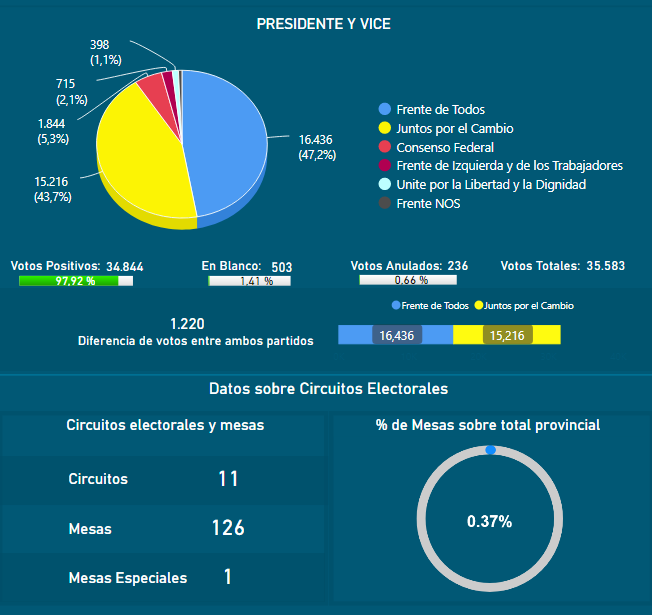 PRESIDENTE Y VICE
398
(1,1%)
715
(2,1%)
1.844
(5,3%)
15.216
(43,7%)
16.436
(47,2%)
Frente de Todos
Juntos por el Cambio
Consenso Federal
Frente de Izquierda y de los Trabajadores
Unite por la Libertad y la Dignidad
Frente NOS
Votos Positivos: 34.844
97.92 %
En Blanco: 503
1.41 %
Votos Anulados: 236
0.66 %
Votos Totales: 35.583
Frente de Todos Juntos por el Cambio
1.220
Diferencia de votos entre ambos partidos
16,436 15,216
Datos sobre Circuitos Electorales
Circuitos electorales y mesas
Circuitos 11
Mesas 126
Mesas Especiales 1
% de Mesas sobre total provincial
0.37%